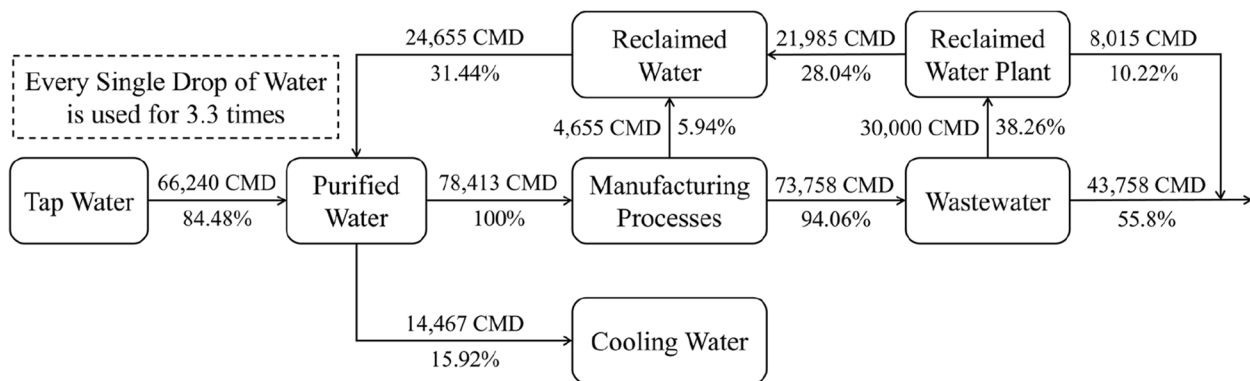 24,655 CMD
31.44%
Reclaimed
Water
21,985 CMD
28.04%
Reclaimed
Water Plant
8,015 CMD
10.22%
Every Single Drop of Water
is used for 3.3 times
4,655 CMD
5.94%
30,000 CMD
38.26%
Tap Water
66,240 CMD
84.48%
Purified
Water
78,413 CMD
100%
Manufacturing
Processes
73,758 CMD
94.06%
Wastewater
43,758 CMD
55.8%
14,467 CMD
15.92%
Cooling Water